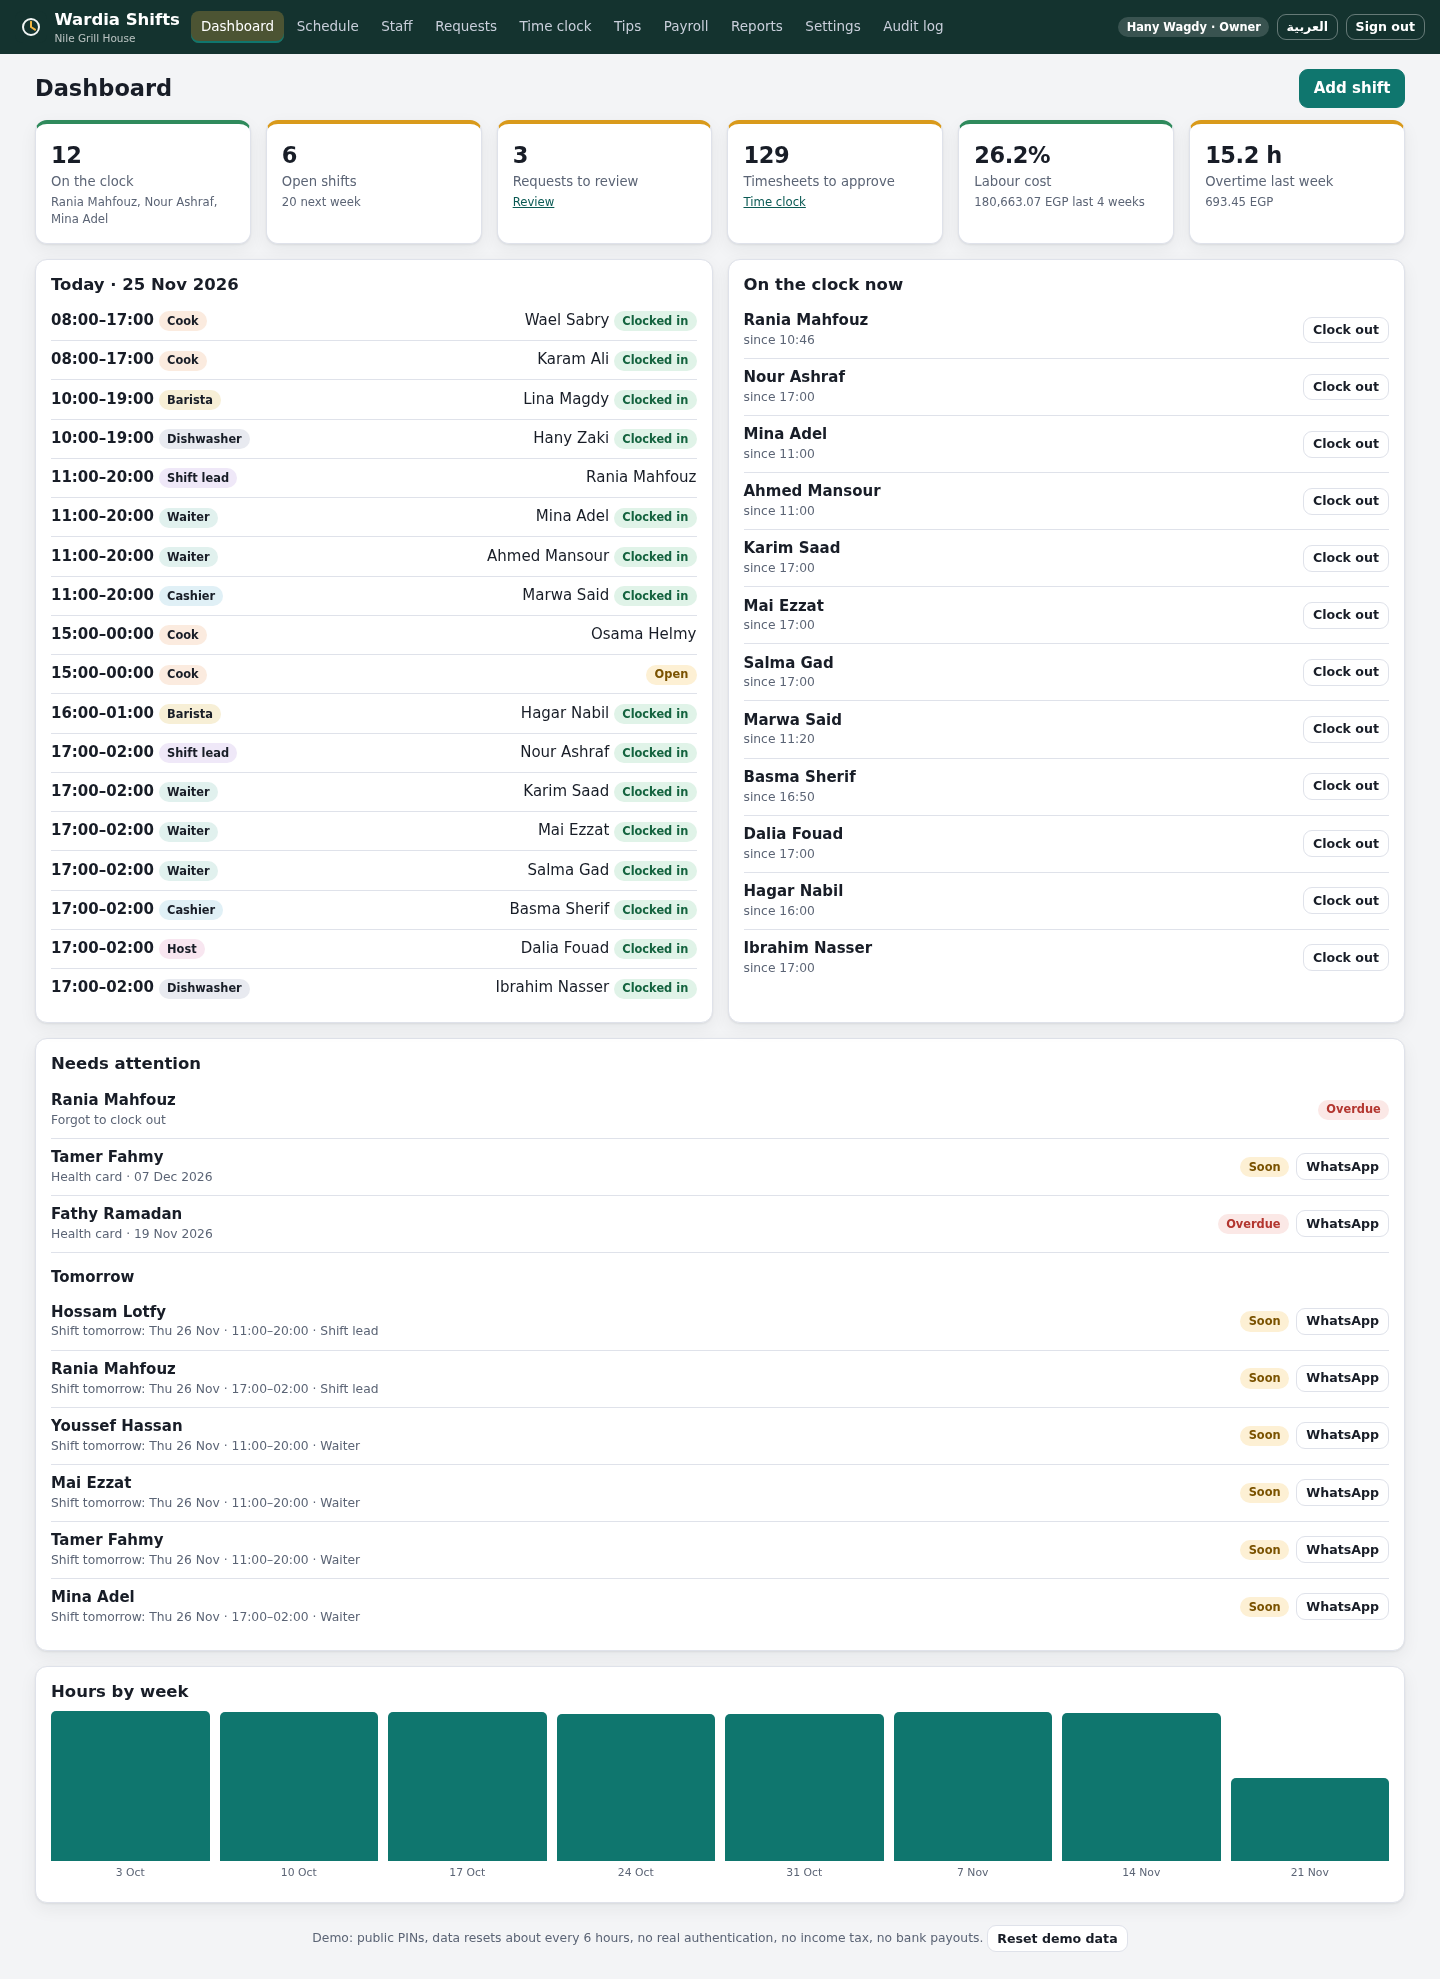 Wardia Shifts
Nile Grill House
Dashboard
Schedule
Staff
Requests
Time clock
Tips
Payroll
Reports
Settings
Audit log
Hany Wagdy · Owner
العربية
Sign out
Dashboard
Add shift
12
On the clock
Rania Mahfouz, Nour Ashraf,
Mina Adel
6
Open shifts
20 next week
3
Requests to review
Review
129
Timesheets to approve
Time clock
26.2%
Labour cost
180,663.07 EGP last 4 weeks
15.2 h
Overtime last week
693.45 EGP
Today · 25 Nov 2026
08:00–17:00 Cook Wael Sabry Clocked in
08:00–17:00 Cook Karam Ali Clocked in
10:00–19:00 Barista Lina Magdy Clocked in
10:00–19:00 Dishwasher Hany Zaki Clocked in
11:00–20:00 Shift lead Rania Mahfouz
11:00–20:00 Waiter Mina Adel Clocked in
11:00–20:00 Waiter Ahmed Mansour Clocked in
11:00–20:00 Cashier Marwa Said Clocked in
15:00–00:00 Cook Osama Helmy
15:00–00:00 Cook Open
16:00–01:00 Barista Hagar Nabil Clocked in
17:00–02:00 Shift lead Nour Ashraf Clocked in
17:00–02:00 Waiter Karim Saad Clocked in
17:00–02:00 Waiter Mai Ezzat Clocked in
17:00–02:00 Waiter Salma Gad Clocked in
17:00–02:00 Cashier Basma Sherif Clocked in
17:00–02:00 Host Dalia Fouad Clocked in
17:00–02:00 Dishwasher Ibrahim Nasser Clocked in
On the clock now
Rania Mahfouz
since 10:46
Clock out
Nour Ashraf
since 17:00
Clock out
Mina Adel
since 11:00
Clock out
Ahmed Mansour
since 11:00
Clock out
Karim Saad
since 17:00
Clock out
Mai Ezzat
since 17:00
Clock out
Salma Gad
since 17:00
Clock out
Marwa Said
since 11:20
Clock out
Basma Sherif
since 16:50
Clock out
Dalia Fouad
since 17:00
Clock out
Hagar Nabil
since 16:00
Clock out
Ibrahim Nasser
since 17:00
Clock out
Needs attention
Rania Mahfouz
Forgot to clock out
Overdue
Tamer Fahmy
Health card · 07 Dec 2026
Soon WhatsApp
Fathy Ramadan
Health card · 19 Nov 2026
Overdue WhatsApp
Tomorrow
Hossam Lotfy
Shift tomorrow: Thu 26 Nov · 11:00–20:00 · Shift lead
Soon WhatsApp
Rania Mahfouz
Shift tomorrow: Thu 26 Nov · 17:00–02:00 · Shift lead
Soon WhatsApp
Youssef Hassan
Shift tomorrow: Thu 26 Nov · 11:00–20:00 · Waiter
Soon WhatsApp
Mai Ezzat
Shift tomorrow: Thu 26 Nov · 11:00–20:00 · Waiter
Soon WhatsApp
Tamer Fahmy
Shift tomorrow: Thu 26 Nov · 11:00–20:00 · Waiter
Soon WhatsApp
Mina Adel
Shift tomorrow: Thu 26 Nov · 17:00–02:00 · Waiter
Soon WhatsApp
Hours by week
3 Oct
10 Oct
17 Oct
24 Oct
31 Oct
7 Nov
14 Nov
21 Nov
Demo: public PINs, data resets about every 6 hours, no real authentication, no income tax, no bank payouts. Reset demo data